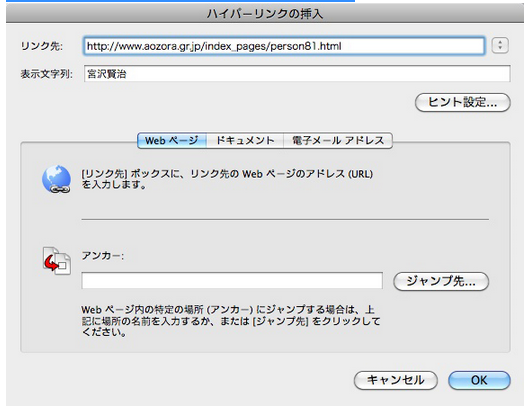 ハイパーリンクの挿入
リンク先: http://www.aozora.gr.jp/index_pages/person81.html
表示文字列: 宮沢賢治
ヒント設定...
Web ページ ドキュメント 電子メール アドレス
[リンク先] ボックスに、リンク先の Web ページのアドレス (URL)
を入力します。
アンカー:
ジャンプ先...
Web ページ内の特定の場所 (アンカー) にジャンプする場合は、上
記に場所の名前を入力するか、または [ジャンプ先] をクリックして
ください。
キャンセル OK